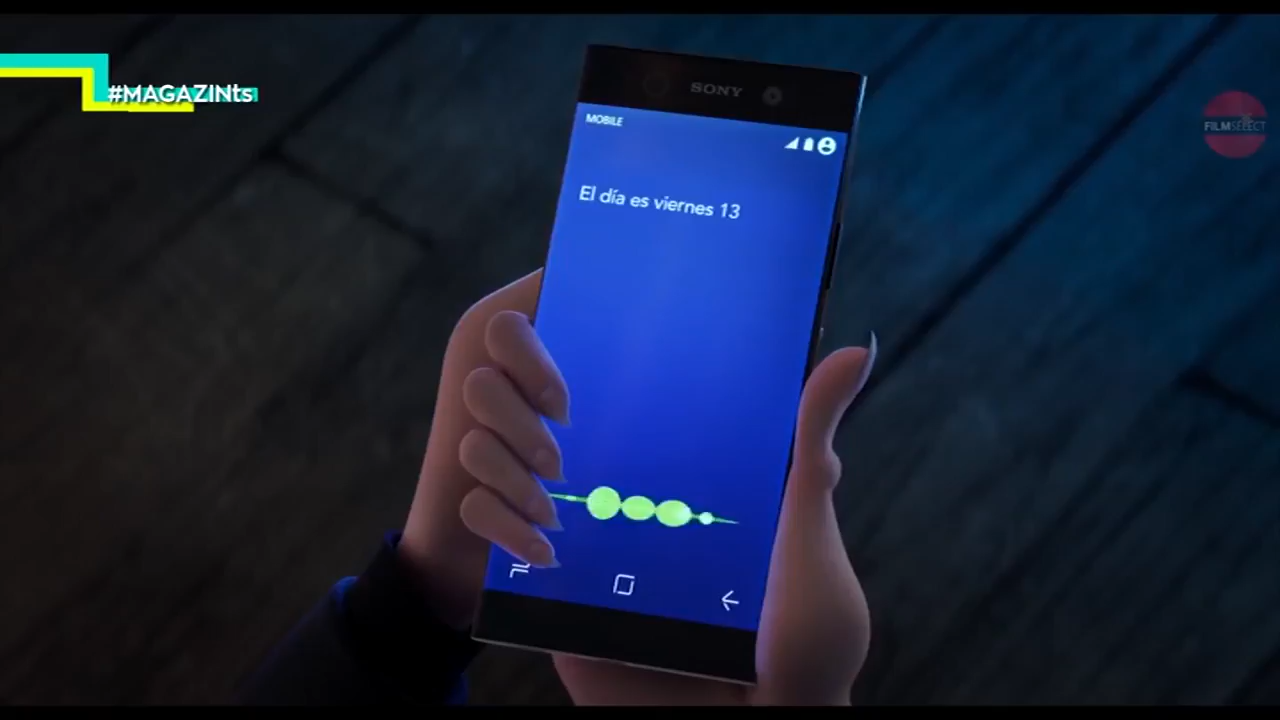 #MAGAZINts
SONY
FILMSELECT
MOBILE
El día es viernes 13